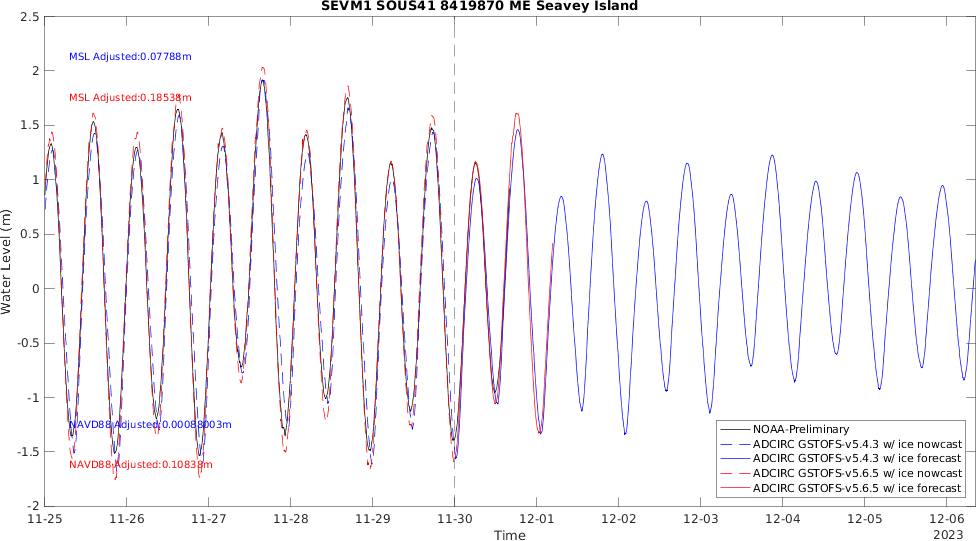 SEVM1 SOUS41 8419870 ME Seavey Island
2.5
2
1.5
1
0.5
0
-0.5
-1
-1.5
-2
Water Level (m)
MSL Adjusted:0.07788m
MSL Adjusted:0.18538m
NAVD88 Adjusted:0.00088003m
NAVD88 Adjusted:0.10838m
NOAA-Preliminary
ADCIRC GSTOFS-v5.4.3 w/ ice nowcast
ADCIRC GSTOFS-v5.4.3 w/ ice forecast
ADCIRC GSTOFS-v5.6.5 w/ ice nowcast
ADCIRC GSTOFS-v5.6.5 w/ ice forecast
11-25 11-26 11-27 11-28 11-29 11-30 12-01 12-02 12-03 12-04 12-05 12-06
Time
2023